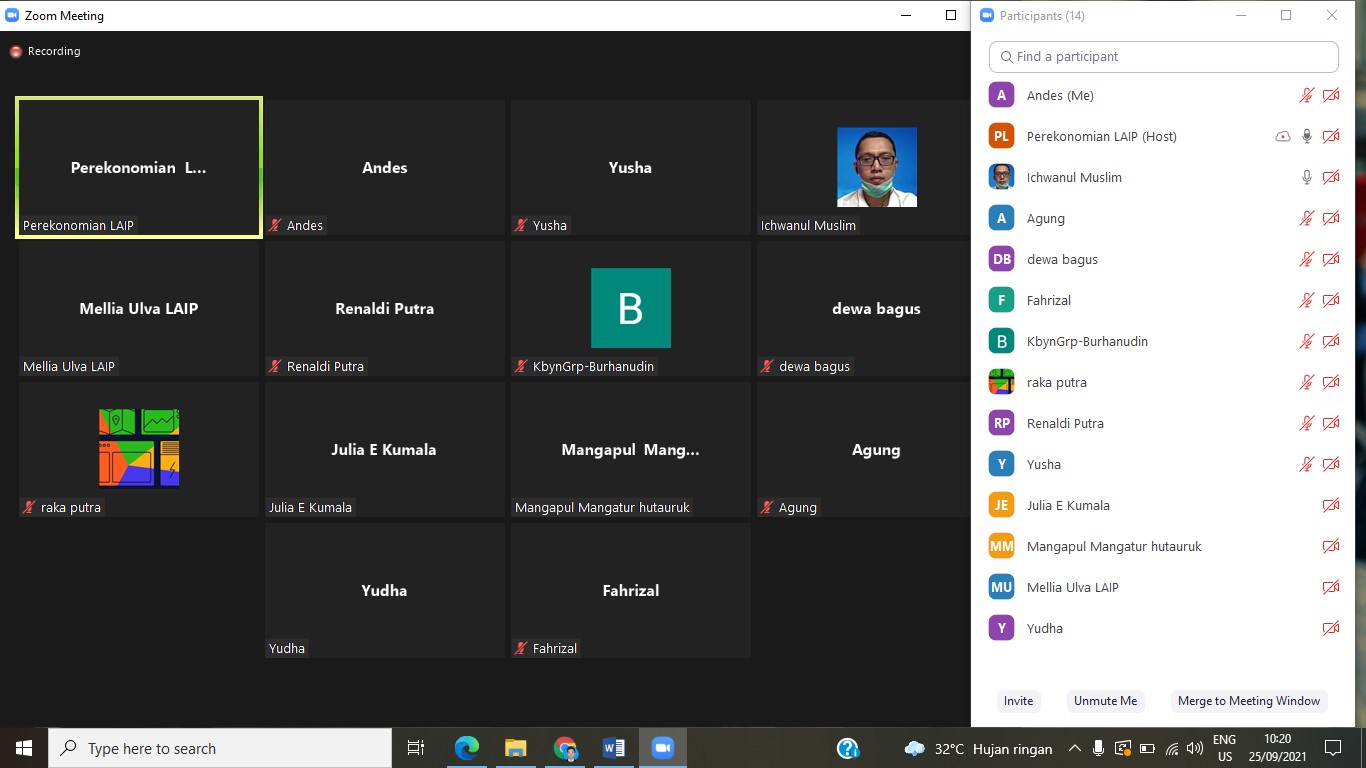 Zoom Meeting
Participants (14)
Recording
Find a participant
Perekonomian L...
Perekonomian LAIP
Andes
Andes
Yusha
Yusha
Ichwanul Muslim
Mellia Ulva LAIP
Mellia Ulva LAIP
Renaldi Putra
Renaldi Putra
B
KbynGrp-Burhanudin
dewa bagus
dewa bagus
raka putra
Julia E Kumala
Julia E Kumala
Mangapul Mang...
Mangapul Mangatur hutauruk
Agung
Agung
Yudha
Yudha
Fahrizal
Fahrizal
A Andes (Me)
PL Perekonomian LAIP (Host)
Ichwanul Muslim
A Agung
DB dewa bagus
F Fahrizal
B KbynGrp-Burhanudin
raka putra
RP Renaldi Putra
Y Yusha
JE Julia E Kumala
MM Mangapul Mangatur hutauruk
MU Mellia Ulva LAIP
Y Yudha
Invite Unmute Me Merge to Meeting Window
Type here to search
32°C Hujan ringan
ENG
US
10:20
25/09/2021